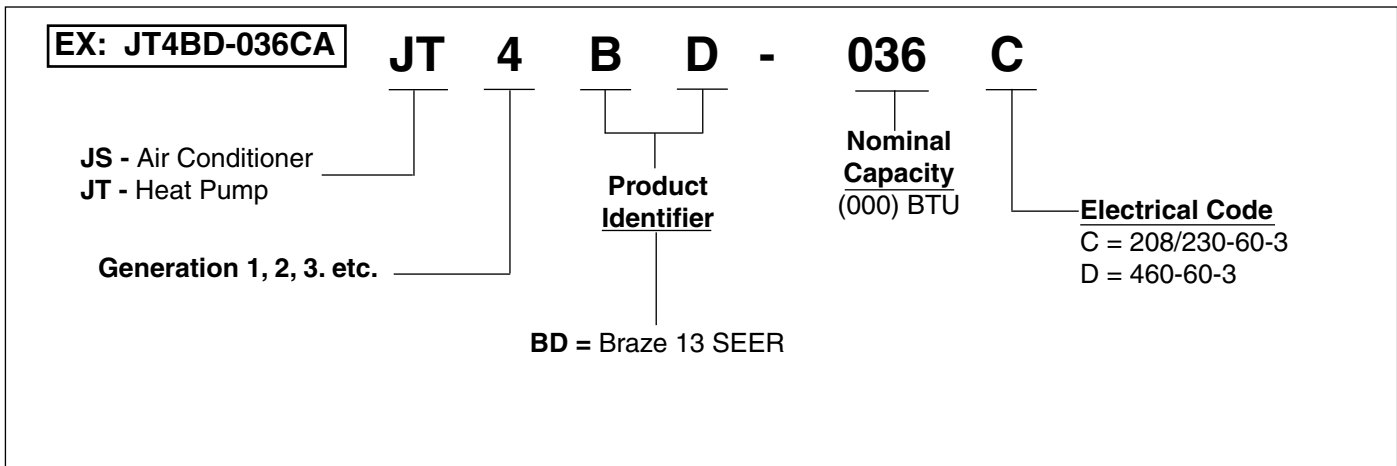 EX: JT4BD-036CA
JT 4 B D - 036 C
JS - Air Conditioner
JT - Heat Pump
Generation 1, 2, 3. etc.
Product
Identifier
BD = Braze 13 SEER
Nominal
Capacity
(000) BTU
Electrical Code
C = 208/230-60-3
D = 460-60-3